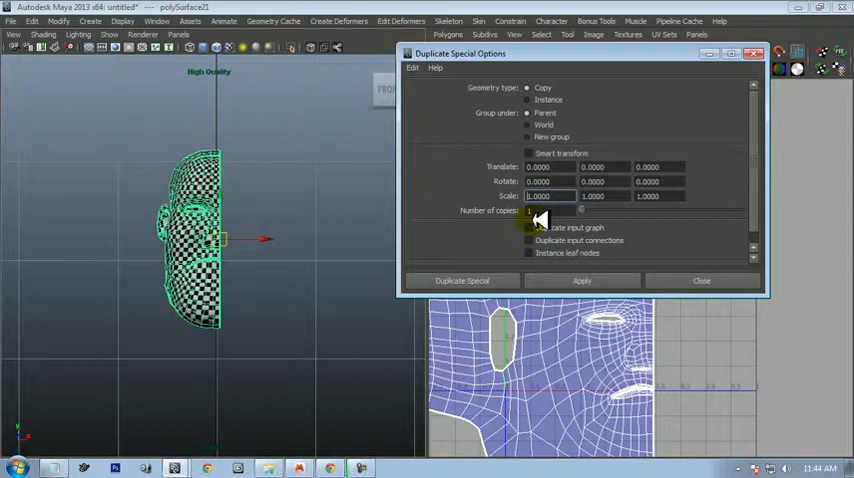 Autodesk Maya 2013 x64: untitled* --- polySurface21
File Edit Modify Create Display Window Assets Animate Geometry Cache Create Deformers Edit Deformers Skeleton Skin Constrain Character Bonus Tools Muscle Pipeline Cache Help
View Shading Lighting Show Renderer Panels
Polygons Subdivs View Select Tool Image Textures UV Sets Panels
High Quality
FRON
Duplicate Special Options
Edit Help
Geometry type: Copy
Instance
Group under: Parent
World
New group
Smart transform
Translate: 0.0000 0.0000 0.0000
Rotate: 0.0000 0.0000 0.0000
Scale: 1.0000 1.0000 1.0000
Number of copies: 1
Duplicate input graph
Duplicate input connections
Instance leaf nodes
Duplicate Special Apply Close
y
x
11:44 AM